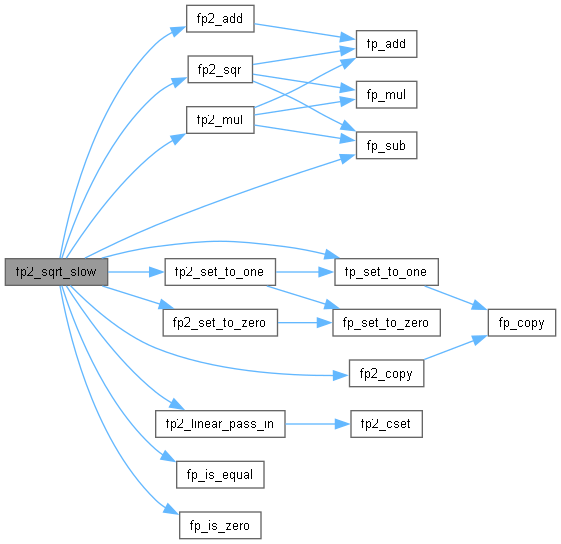 fp2_add
fp_add
fp2_sqr
fp_mul
fp2_mul
fp_sub
fp2_sqrt_slow
fp2_set_to_one
fp_set_to_one
fp2_set_to_zero
fp_set_to_zero
fp_copy
fp2_copy
fp2_linear_pass_in
fp2_cset
fp_is_equal
fp_is_zero